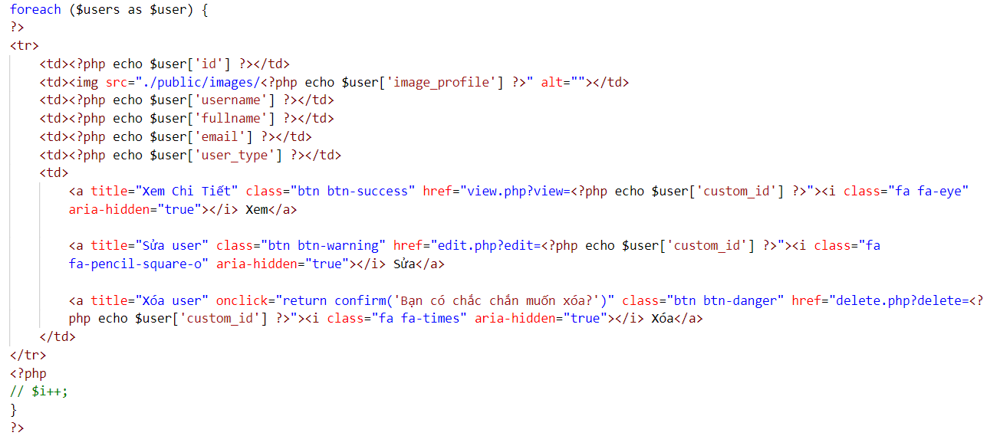 foreach ($users as $user) {
?>
<tr>
<td><?php echo $user['id'] ?></td>
<td><img src="./public/images/<?php echo $user['image_profile'] ?>" alt=""></td>
<td><?php echo $user['username'] ?></td>
<td><?php echo $user['fullname'] ?></td>
<td><?php echo $user['email'] ?></td>
<td><?php echo $user['user_type'] ?></td>
<td>
<a title="Xem Chi Tiết" class="btn btn-success" href="view.php?view=<?php echo $user['custom_id'] ?>"><i class="fa fa-eye"
aria-hidden="true"></i> Xem</a>
<a title="Sửa user" class="btn btn-warning" href="edit.php?edit=<?php echo $user['custom_id'] ?>"><i class="fa
fa-pencil-square-o" aria-hidden="true"></i> Sửa</a>
<a title="Xóa user" onclick="return confirm('Bạn có chắc chắn muốn xóa?')" class="btn btn-danger" href="delete.php?delete=<?
php echo $user['custom_id'] ?>"><i class="fa fa-times" aria-hidden="true"></i> Xóa</a>
</td>
</tr>
<?php
// $i++;
}
?>